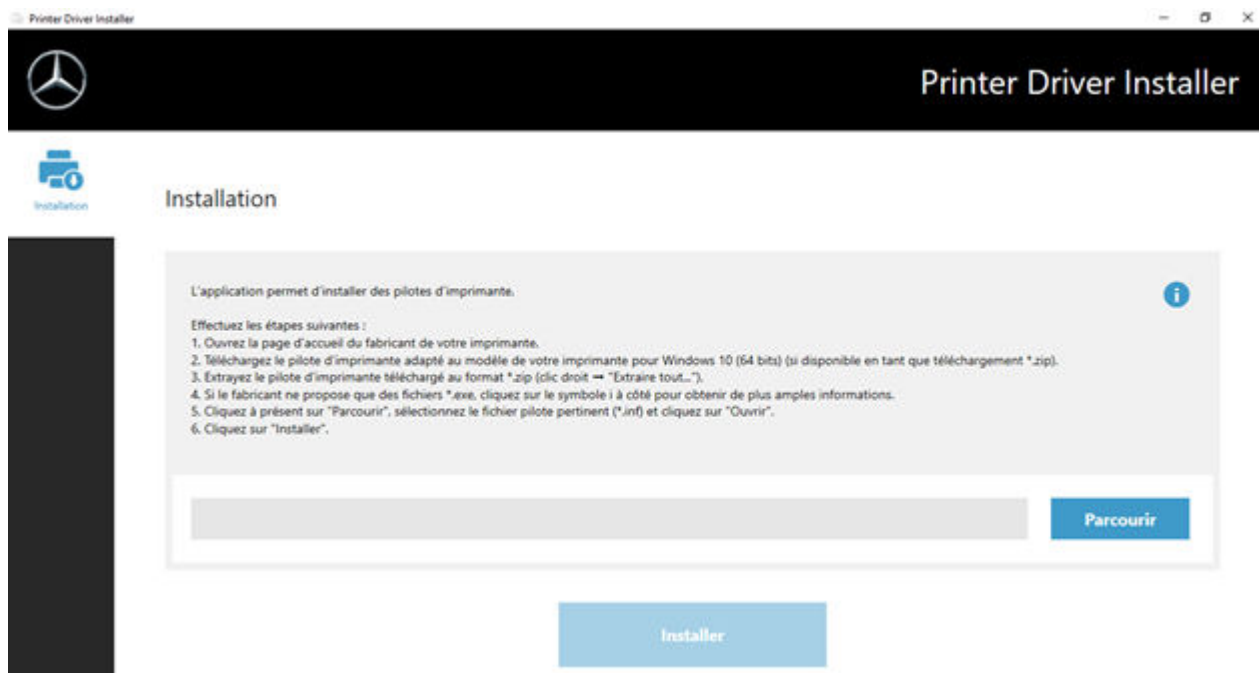 Printer Driver Installer
Printer Driver Installer
Installation
Installation
L'application permet d'installer des pilotes d'imprimante.
Effectuez les étapes suivantes :
1. Ouvrez la page d'accueil du fabricant de votre imprimante.
2. Téléchargez le pilote d'imprimante adapté au modèle de votre imprimante pour Windows 10 (64 bits) (si disponible en tant que téléchargement *.zip).
3. Extrayez le pilote d'imprimante téléchargé au format *.zip (clic droit → "Extraire tout...").
4. Si le fabricant ne propose que des fichiers *.exe, cliquez sur le symbole i à côté pour obtenir de plus amples informations.
5. Cliquez à présent sur "Parcourir", sélectionnez le fichier pilote pertinent (*.inf) et cliquez sur "Ouvrir".
6. Cliquez sur "Installer".
Parcourir
Installer